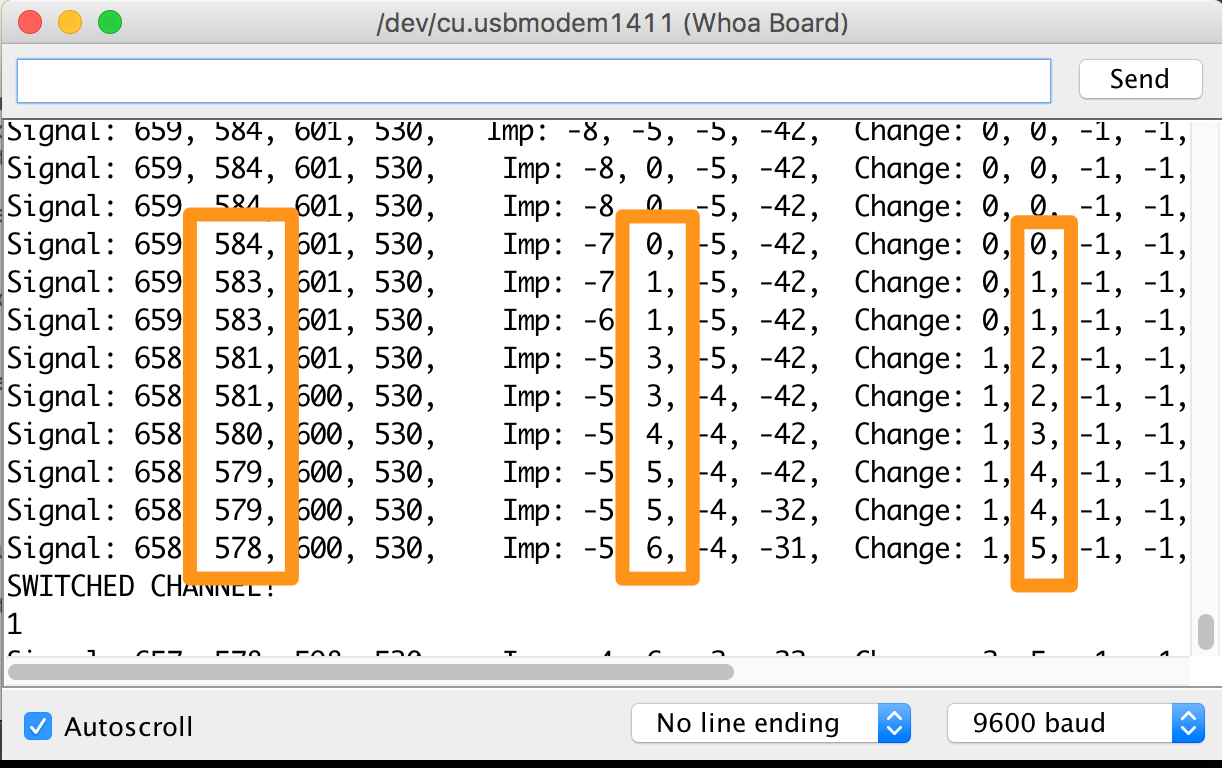 /dev/cu.usbmodem1411 (Whoa Board)
Send
Signal: 659, 584, 601, 530, Imp: -8, -5, -5, -42, Change: 0, 0, -1, -1,
Signal: 659, 584, 601, 530, Imp: -8, 0, -5, -42, Change: 0, 0, -1, -1,
Signal: 659, 584, 601, 530, Imp: -8, 0, -5, -42, Change: 0, 0, -1, -1,
Signal: 659 584, 601, 530, Imp: -7 0, -5, -42, Change: 0, 0, -1, -1,
Signal: 659 583, 601, 530, Imp: -7 1, -5, -42, Change: 0, 1, -1, -1,
Signal: 659 583, 601, 530, Imp: -6 1, -5, -42, Change: 0, 1, -1, -1,
Signal: 658 581, 601, 530, Imp: -5 3, -5, -42, Change: 1, 2, -1, -1,
Signal: 658 581, 600, 530, Imp: -5 3, -4, -42, Change: 1, 2, -1, -1,
Signal: 658 580, 600, 530, Imp: -5 4, -4, -42, Change: 1, 3, -1, -1,
Signal: 658 579, 600, 530, Imp: -5 5, -4, -42, Change: 1, 4, -1, -1,
Signal: 658 579, 600, 530, Imp: -5 5, -4, -32, Change: 1, 4, -1, -1,
Signal: 658 578, 600, 530, Imp: -5 6, -4, -31, Change: 1, 5, -1, -1,
SWITCHED CHANNEL!
1
Autoscroll
No line ending
9600 baud